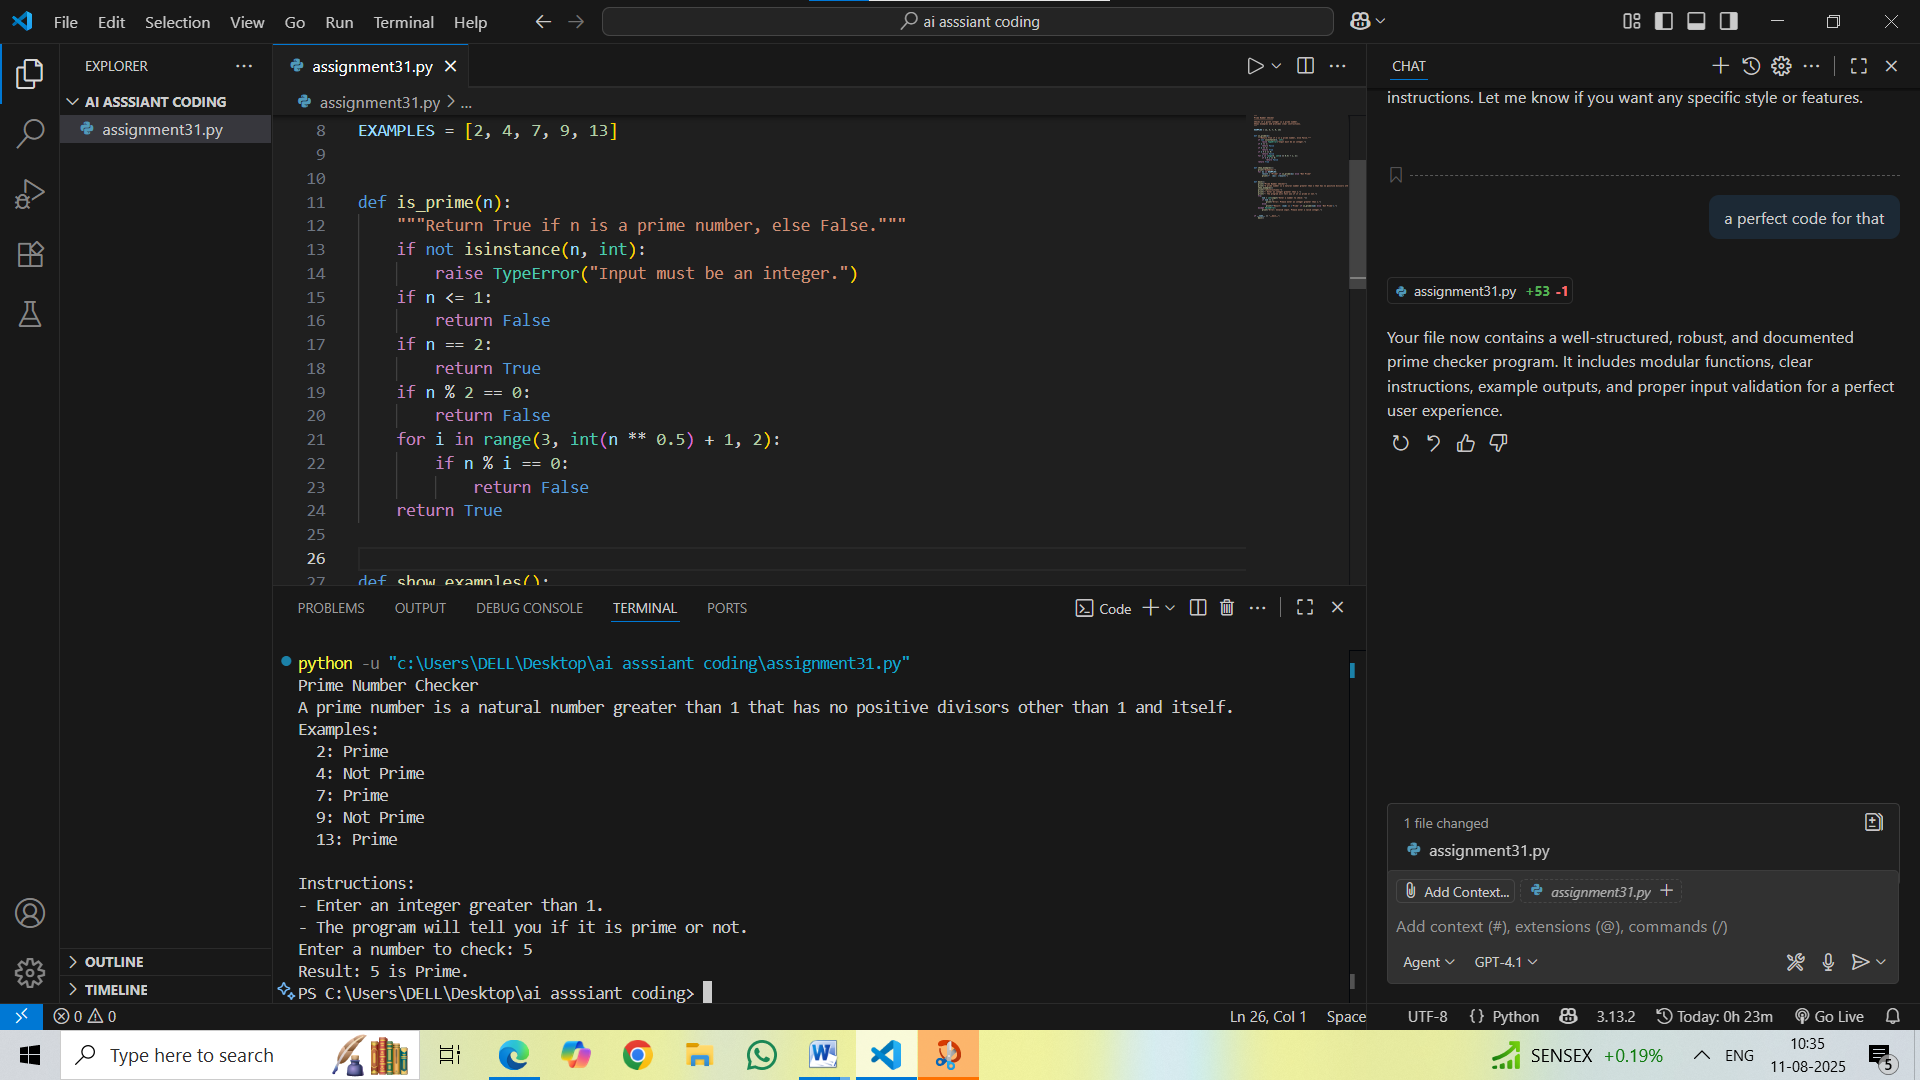 File Edit Selection View Go Run Terminal Help
ai asssiant coding
EXPLORER
AI ASSSIANT CODING
assignment31.py
OUTLINE
TIMELINE
assignment31.py
assignment31.py > ...
8 EXAMPLES = [2, 4, 7, 9, 13]
9
10
11 def is_prime(n):
12 """Return True if n is a prime number, else False."""
13 if not isinstance(n, int):
14 raise TypeError("Input must be an integer.")
15 if n <= 1:
16 return False
17 if n == 2:
18 return True
19 if n % 2 == 0:
20 return False
21 for i in range(3, int(n ** 0.5) + 1, 2):
22 if n % i == 0:
23 return False
24 return True
25
26
27 def show_examples():
PROBLEMS OUTPUT DEBUG CONSOLE TERMINAL PORTS
Code
python -u "c:\Users\DELL\Desktop\ai asssiant coding\assignment31.py"
Prime Number Checker
A prime number is a natural number greater than 1 that has no positive divisors other than 1 and itself.
Examples:
2: Prime
4: Not Prime
7: Prime
9: Not Prime
13: Prime
Instructions:
- Enter an integer greater than 1.
- The program will tell you if it is prime or not.
Enter a number to check: 5
Result: 5 is Prime.
PS C:\Users\DELL\Desktop\ai asssiant coding>
CHAT
instructions. Let me know if you want any specific style or features.
a perfect code for that
assignment31.py +53 -1
Your file now contains a well-structured, robust, and documented
prime checker program. It includes modular functions, clear
instructions, example outputs, and proper input validation for a perfect
user experience.
1 file changed
assignment31.py
Add Context... assignment31.py +
Add context (#), extensions (@), commands (/)
Agent GPT-4.1
0 0
Ln 26, Col 1 Space
UTF-8 {} Python 3.13.2 Today: 0h 23m Go Live
Type here to search
SENSEX +0.19% ENG
10:35
11-08-2025
5